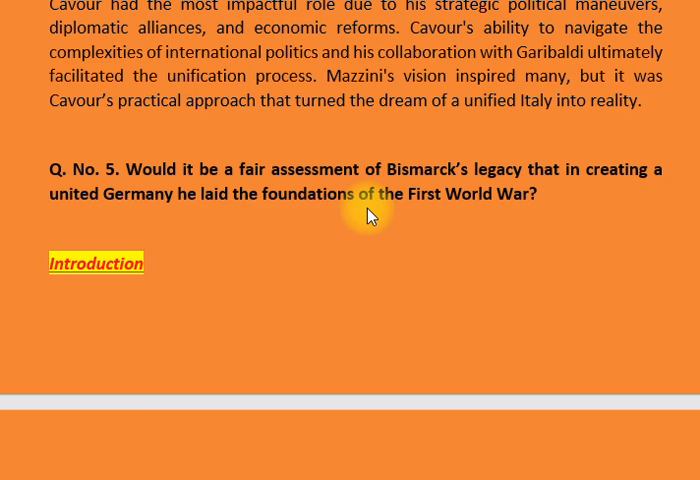 Cavour had the most impactful role due to his strategic political maneuvers,
diplomatic alliances, and economic reforms. Cavour's ability to navigate the
complexities of international politics and his collaboration with Garibaldi ultimately
facilitated the unification process. Mazzini's vision inspired many, but it was
Cavour’s practical approach that turned the dream of a unified Italy into reality.
Q. No. 5. Would it be a fair assessment of Bismarck’s legacy that in creating a
united Germany he laid the foundations of the First World War?
Introduction